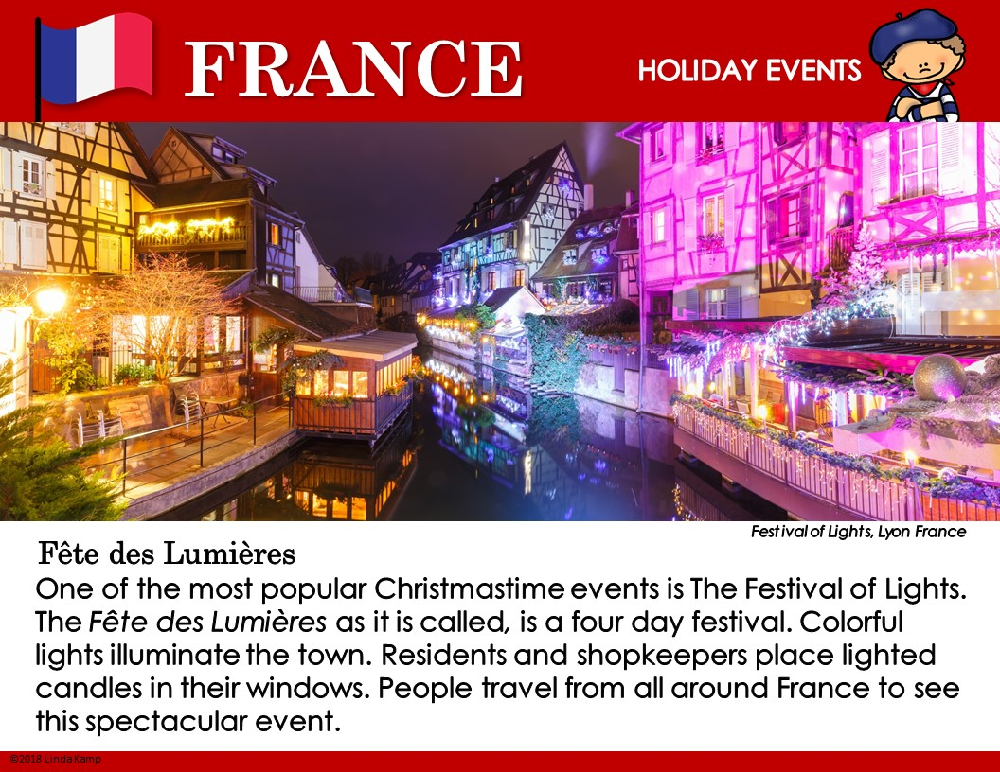 FRANCE
HOLIDAY EVENTS
Festival of Lights, Lyon France
Fête des Lumières
One of the most popular Christmastime events is The Festival of Lights.
The Fête des Lumières as it is called, is a four day festival. Colorful
lights illuminate the town. Residents and shopkeepers place lighted
candles in their windows. People travel from all around France to see
this spectacular event.
©2018 Linda Kamp